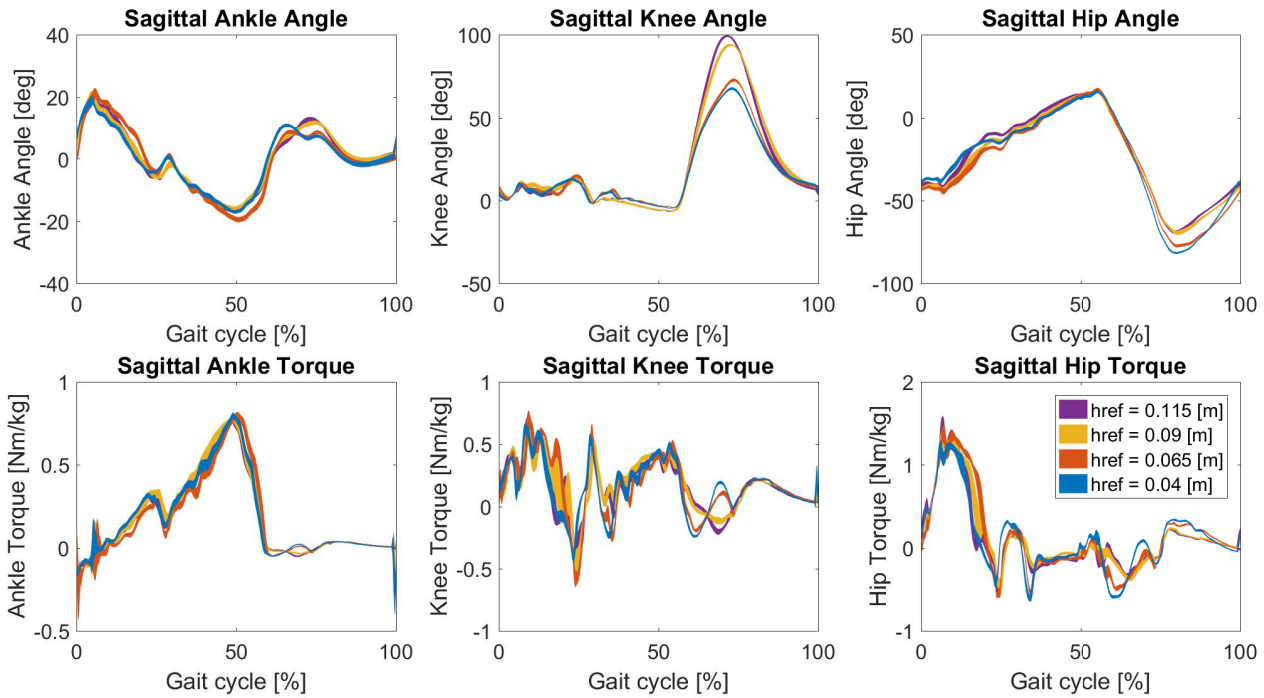 Sagittal Ankle Angle
40
20
0
-20
-40
Ankle Angle [deg]
0
50
100
Gait cycle [%]
Sagittal Knee Angle
100
50
0
-50
Knee Angle [deg]
0
50
100
Gait cycle [%]
Sagittal Hip Angle
50
0
-50
-100
Hip Angle [deg]
0
50
100
Gait cycle [%]
Sagittal Ankle Torque
1
0.5
0
-0.5
Ankle Torque [Nm/kg]
0
50
100
Gait cycle [%]
Sagittal Knee Torque
1
0.5
0
-0.5
-1
Knee Torque [Nm/kg]
0
50
100
Gait cycle [%]
Sagittal Hip Torque
2
1
0
-1
Hip Torque [Nm/kg]
href = 0.115 [m]
href = 0.09 [m]
href = 0.065 [m]
href = 0.04 [m]
0
50
100
Gait cycle [%]